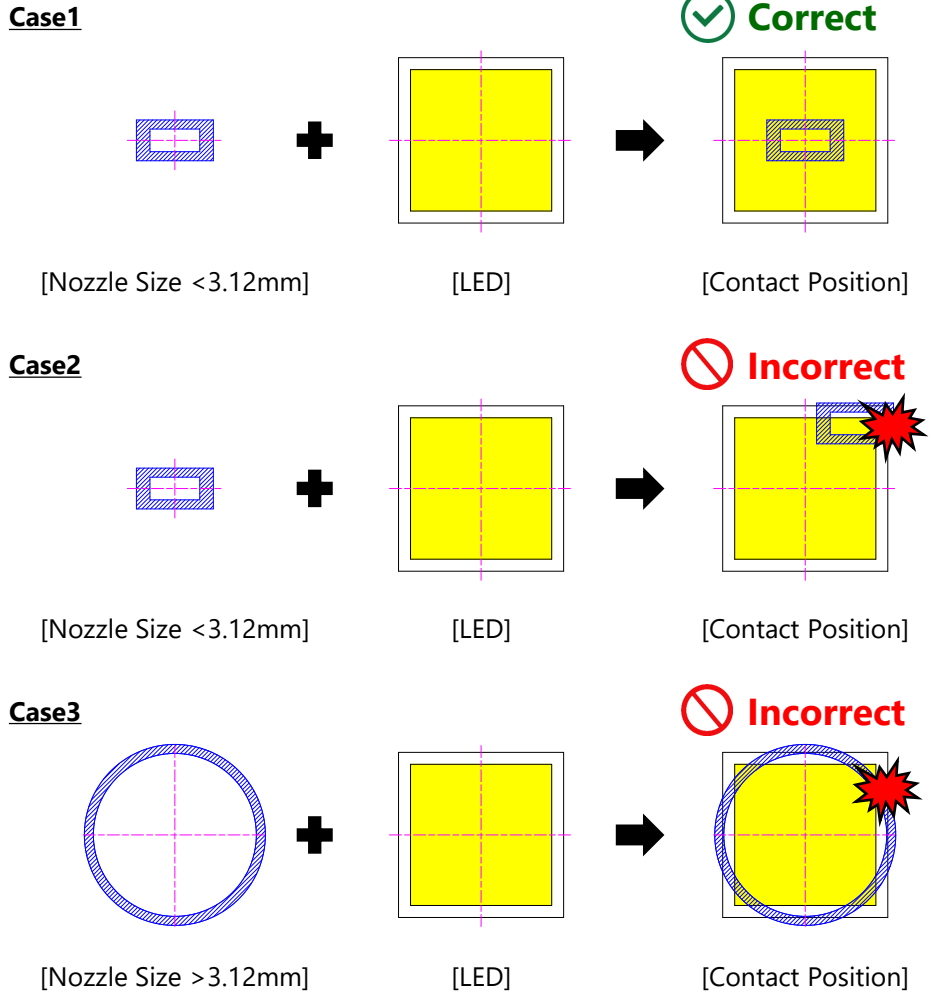 Case1
Correct
[Nozzle Size <3.12mm]
[LED]
[Contact Position]
Case2
Incorrect
[Nozzle Size <3.12mm]
[LED]
[Contact Position]
Case3
Incorrect
[Nozzle Size >3.12mm]
[LED]
[Contact Position]